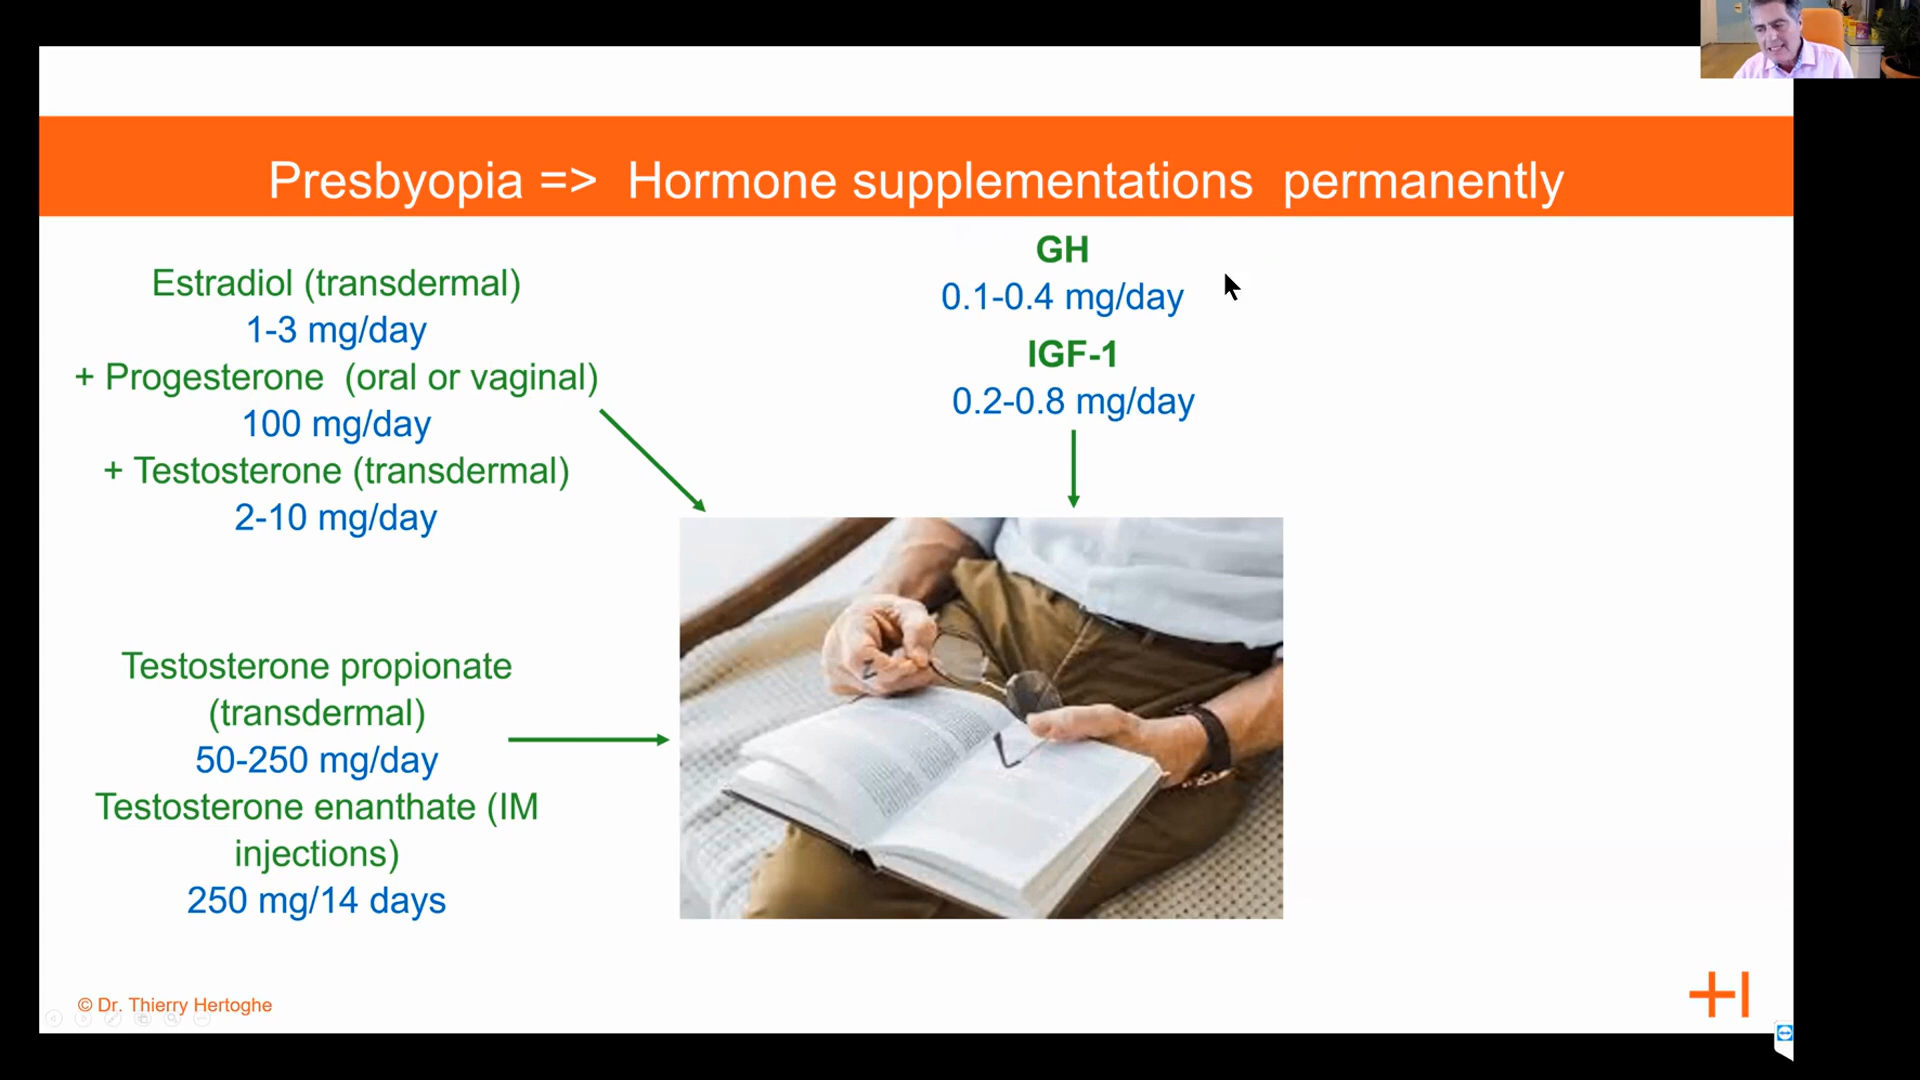 Presbyopia => Hormone supplementations permanently
Estradiol (transdermal)
1-3 mg/day
+ Progesterone (oral or vaginal)
100 mg/day
+ Testosterone (transdermal)
2-10 mg/day
GH
0.1-0.4 mg/day
IGF-1
0.2-0.8 mg/day
Testosterone propionate
(transdermal)
50-250 mg/day
Testosterone enanthate (IM
injections)
250 mg/14 days
© Dr. Thierry Hertoghe